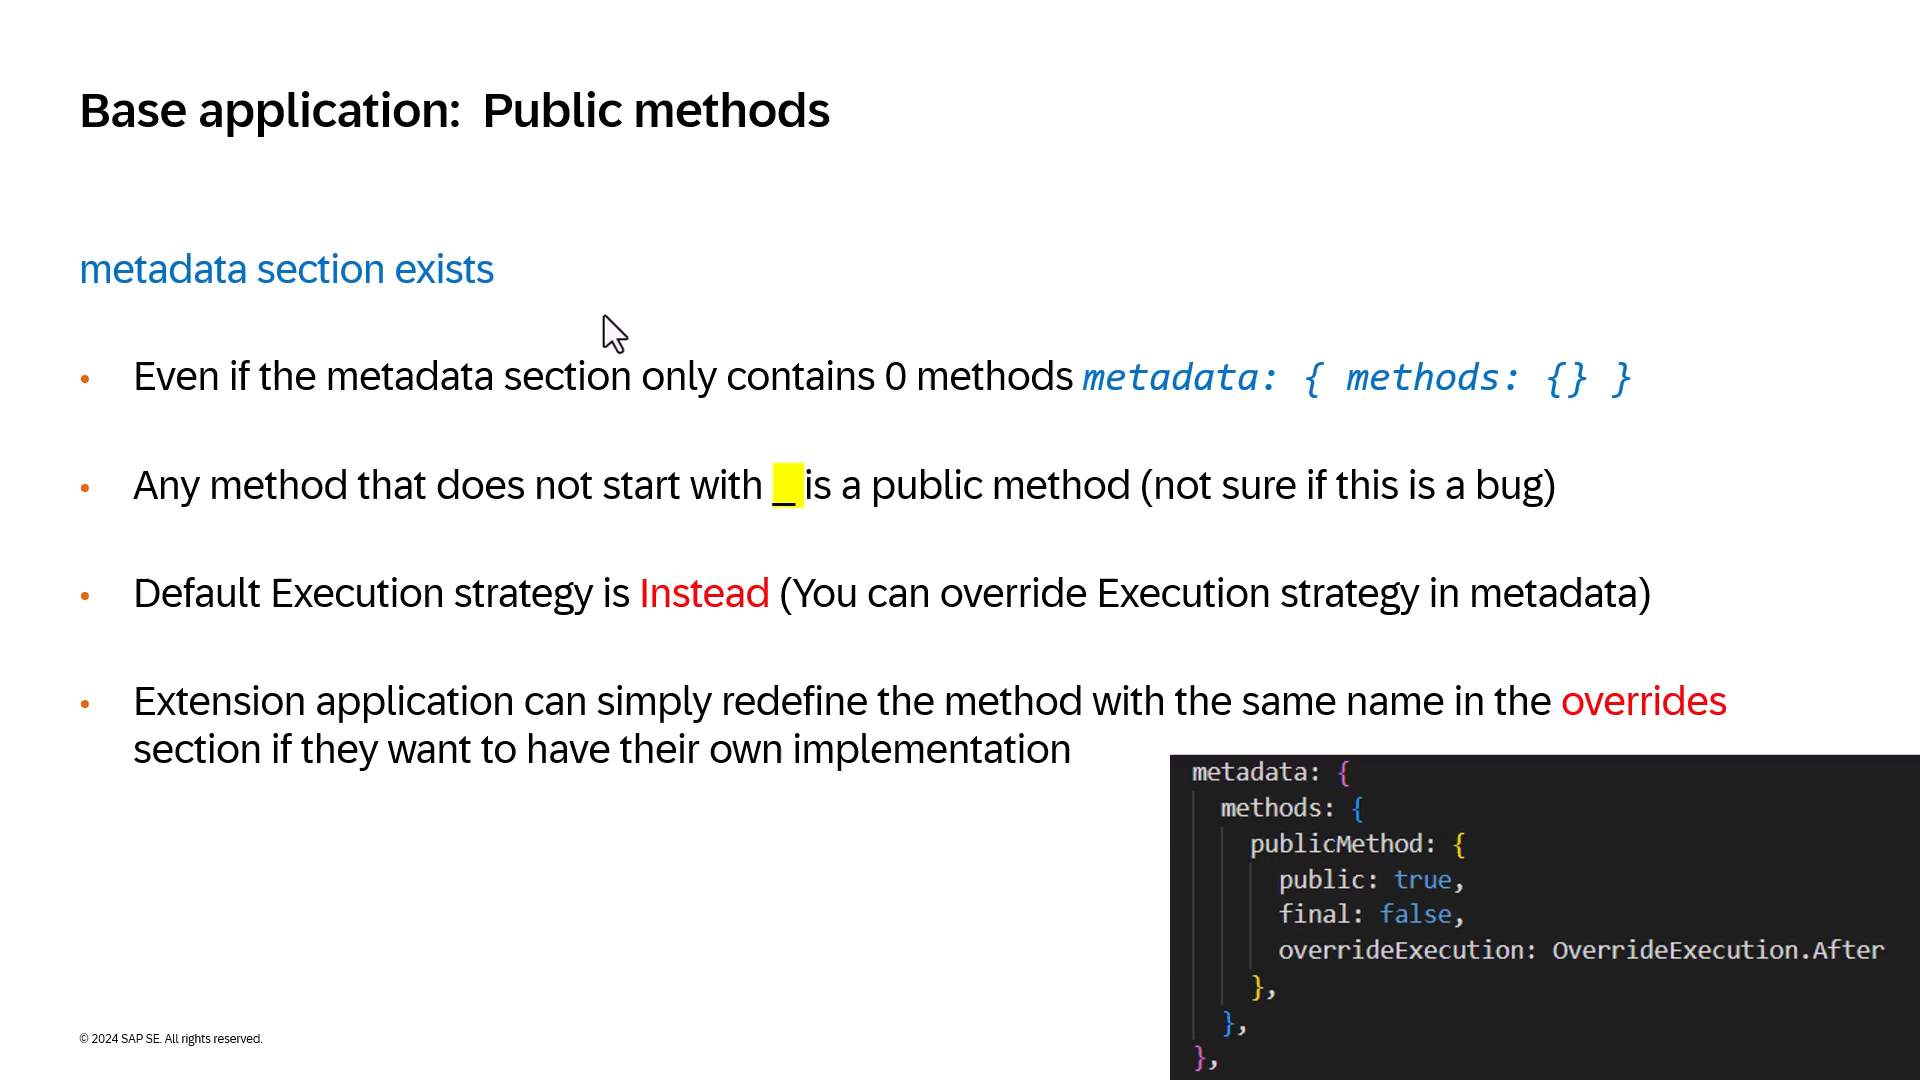 Base application:  Public methods
metadata section exists
• Even if the metadata section only contains 0 methods metadata: { methods: {} }
• Any method that does not start with _ is a public method (not sure if this is a bug)
• Default Execution strategy is Instead (You can override Execution strategy in metadata)
• Extension application can simply redefine the method with the same name in the overrides
section if they want to have their own implementation
metadata: {
methods: {
publicMethod: {
public: true,
final: false,
overrideExecution: OverrideExecution.After
},
},
},
© 2024 SAP SE. All rights reserved.